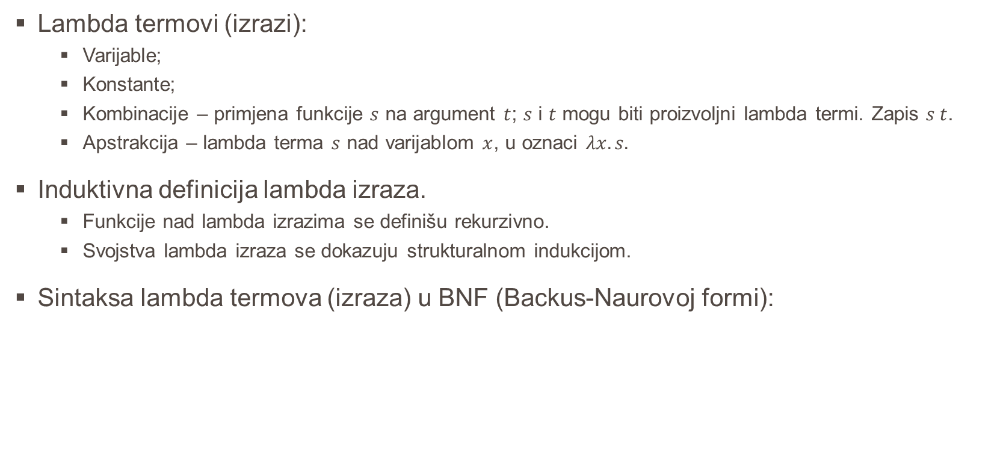 ▪ Lambda termovi (izrazi):
▪ Varijable;
▪ Konstante;
▪ Kombinacije – primjena funkcije s na argument t; s i t mogu biti proizvoljni lambda termi. Zapis s t.
▪ Apstrakcija – lambda terma s nad varijablom x, u oznaci λx.s.
▪ Induktivna definicija lambda izraza.
▪ Funkcije nad lambda izrazima se definišu rekurzivno.
▪ Svojstva lambda izraza se dokazuju strukturalnom indukcijom.
▪ Sintaksa lambda termova (izraza) u BNF (Backus-Naurovoj formi):